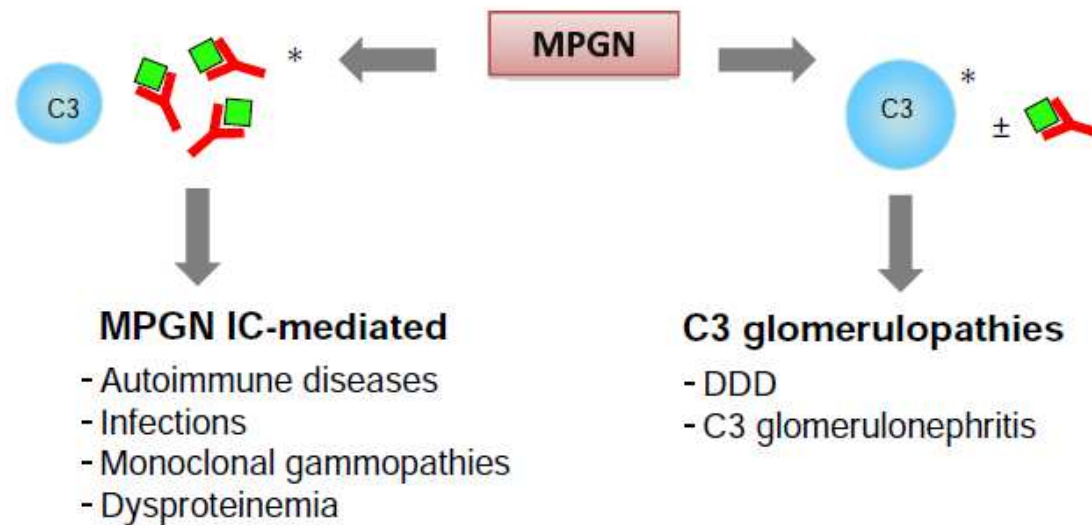 MPGN
C3
*
C3
*
±
MPGN IC-mediated
- Autoimmune diseases
- Infections
- Monoclonal gammopathies
- Dysproteinemia
C3 glomerulopathies
- DDD
- C3 glomerulonephritis